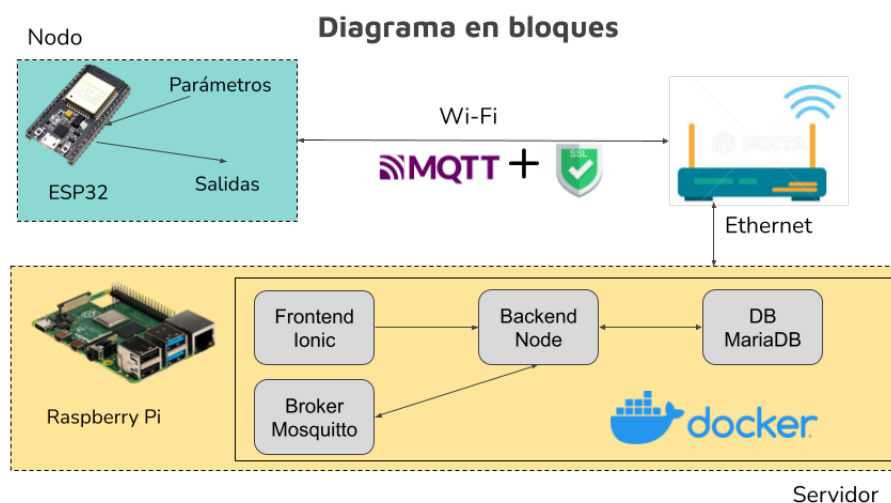 Diagrama en bloques
Nodo
Parámetros
Salidas
ESP32
Wi-Fi
MQTT
SSL
PIXTA
Ethernet
Frontend
Ionic
Backend
Node
DB
MariaDB
Broker
Mosquitto
Raspberry Pi
docker
Servidor